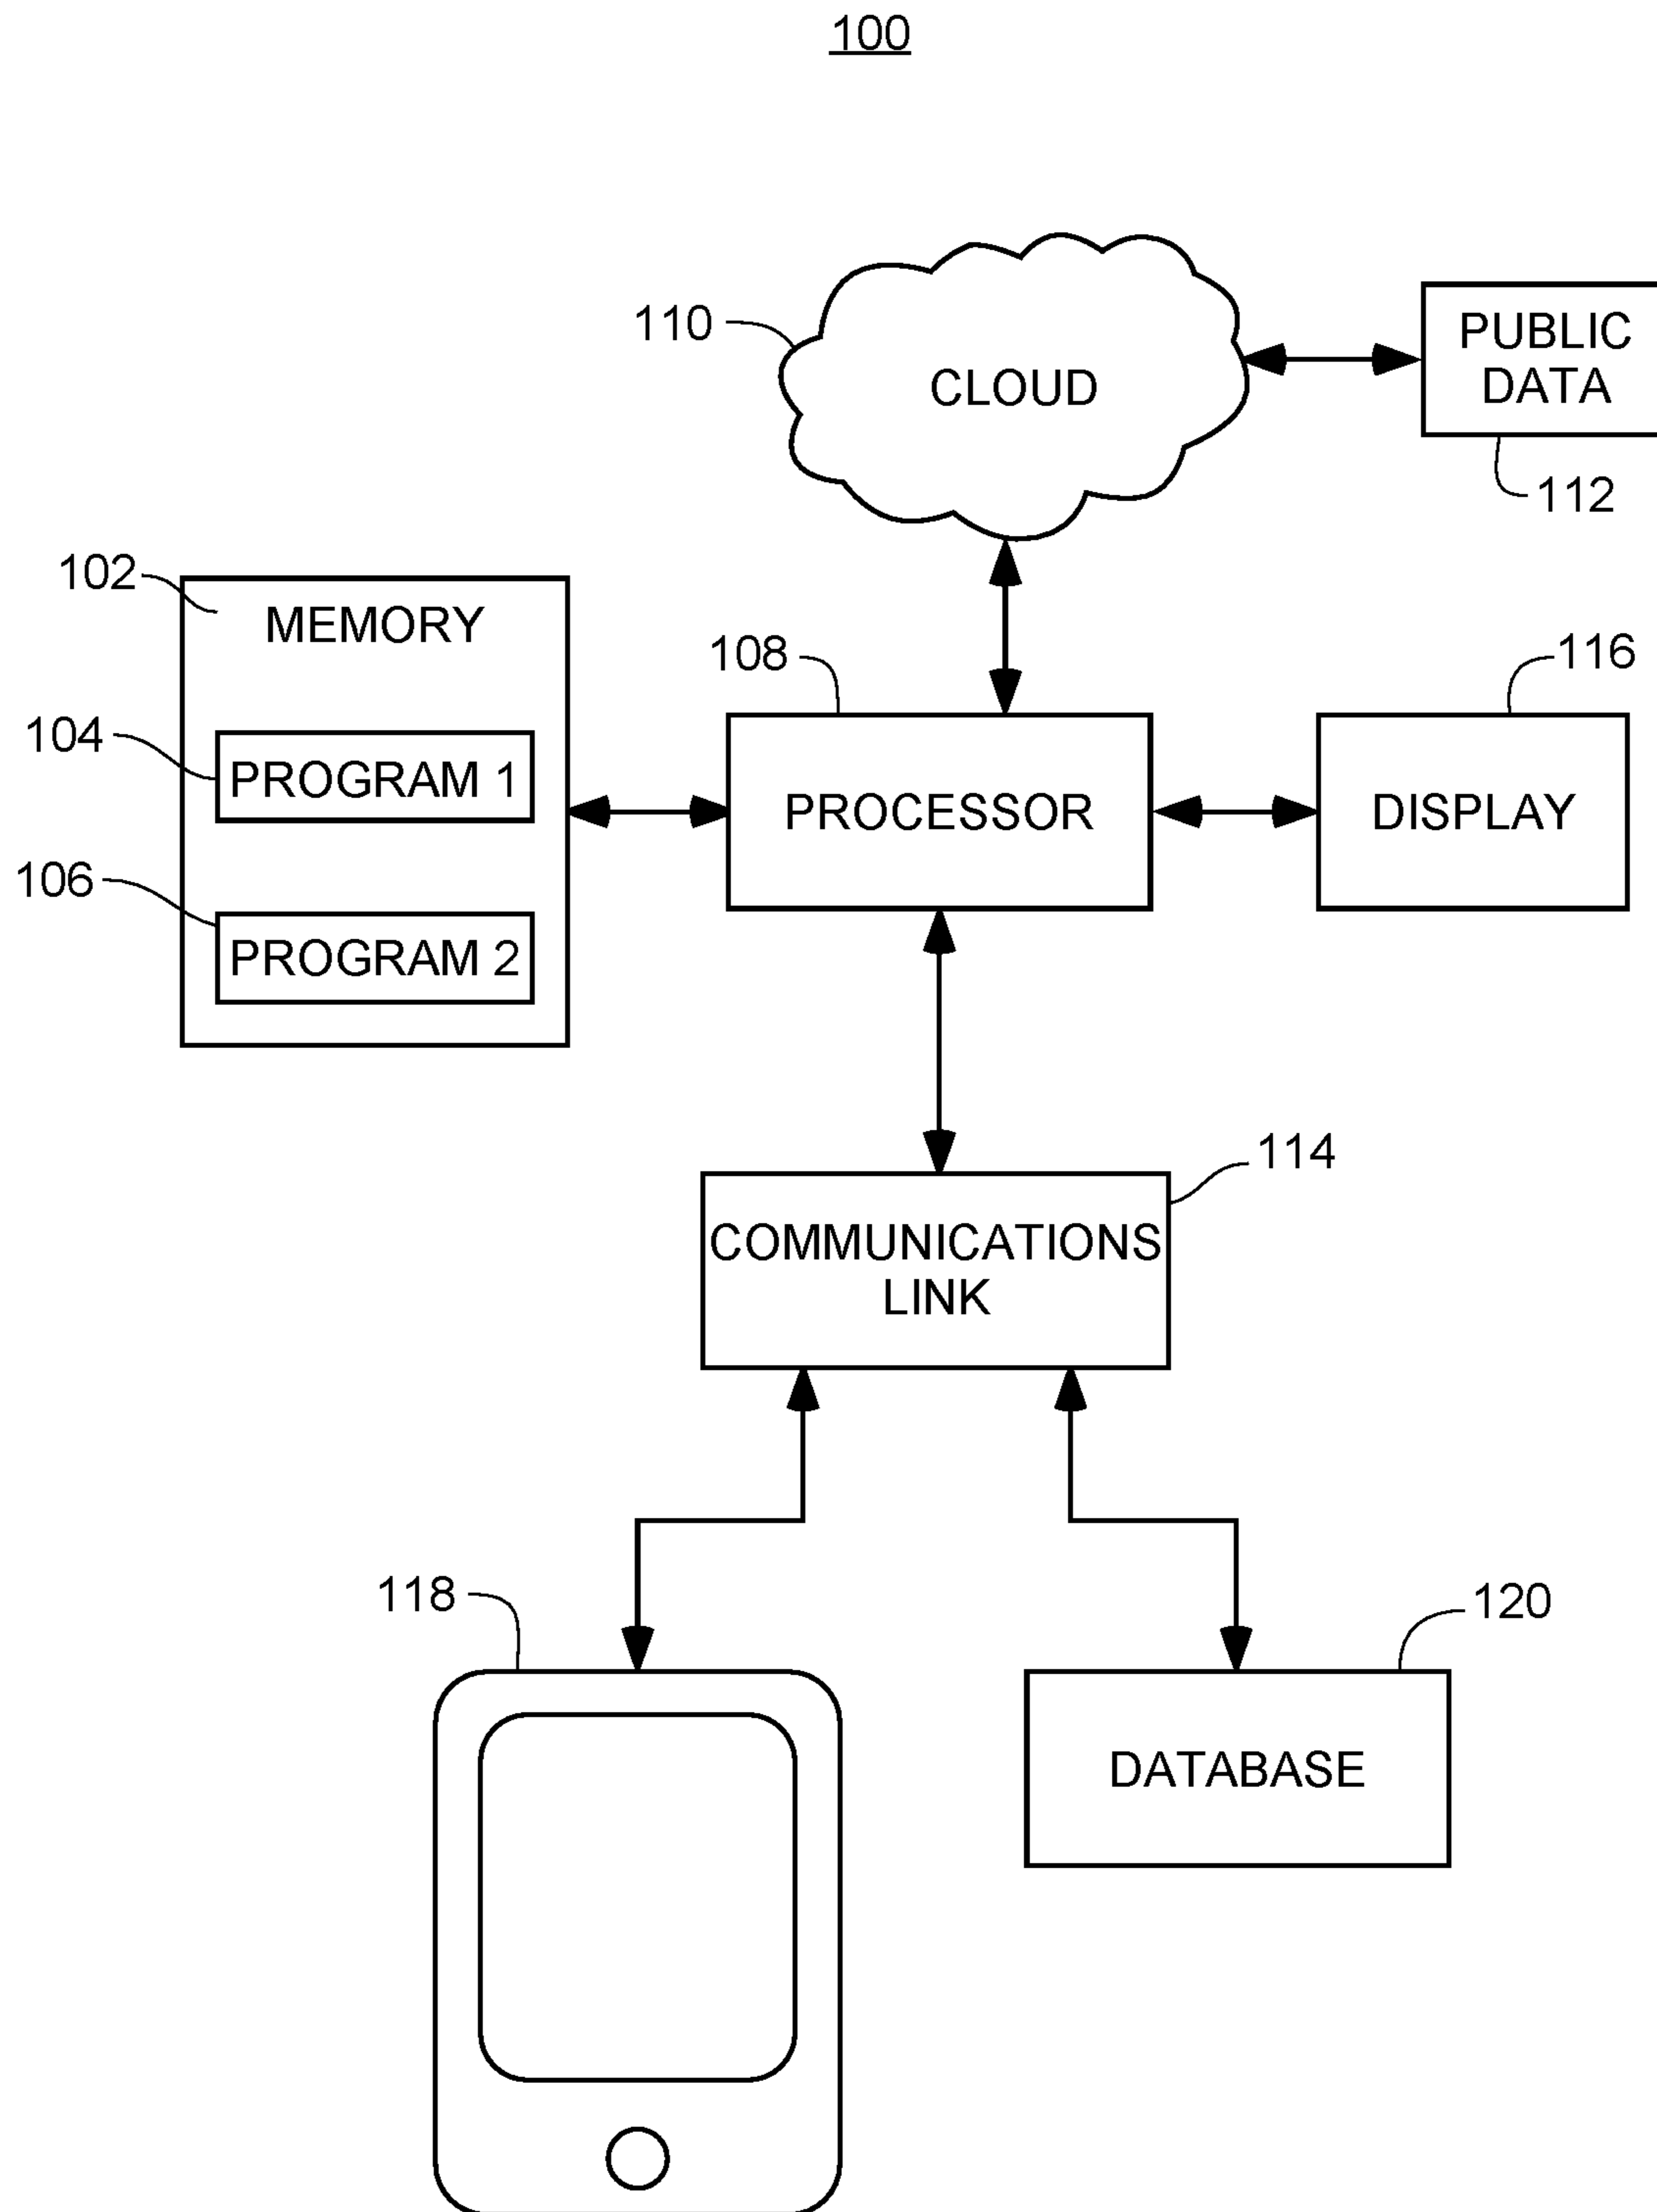 100
110
CLOUD
PUBLIC
DATA
112
102
MEMORY
108
116
104
PROGRAM 1
PROCESSOR
DISPLAY
106
PROGRAM 2
114
COMMUNICATIONS
LINK
118
120
DATABASE